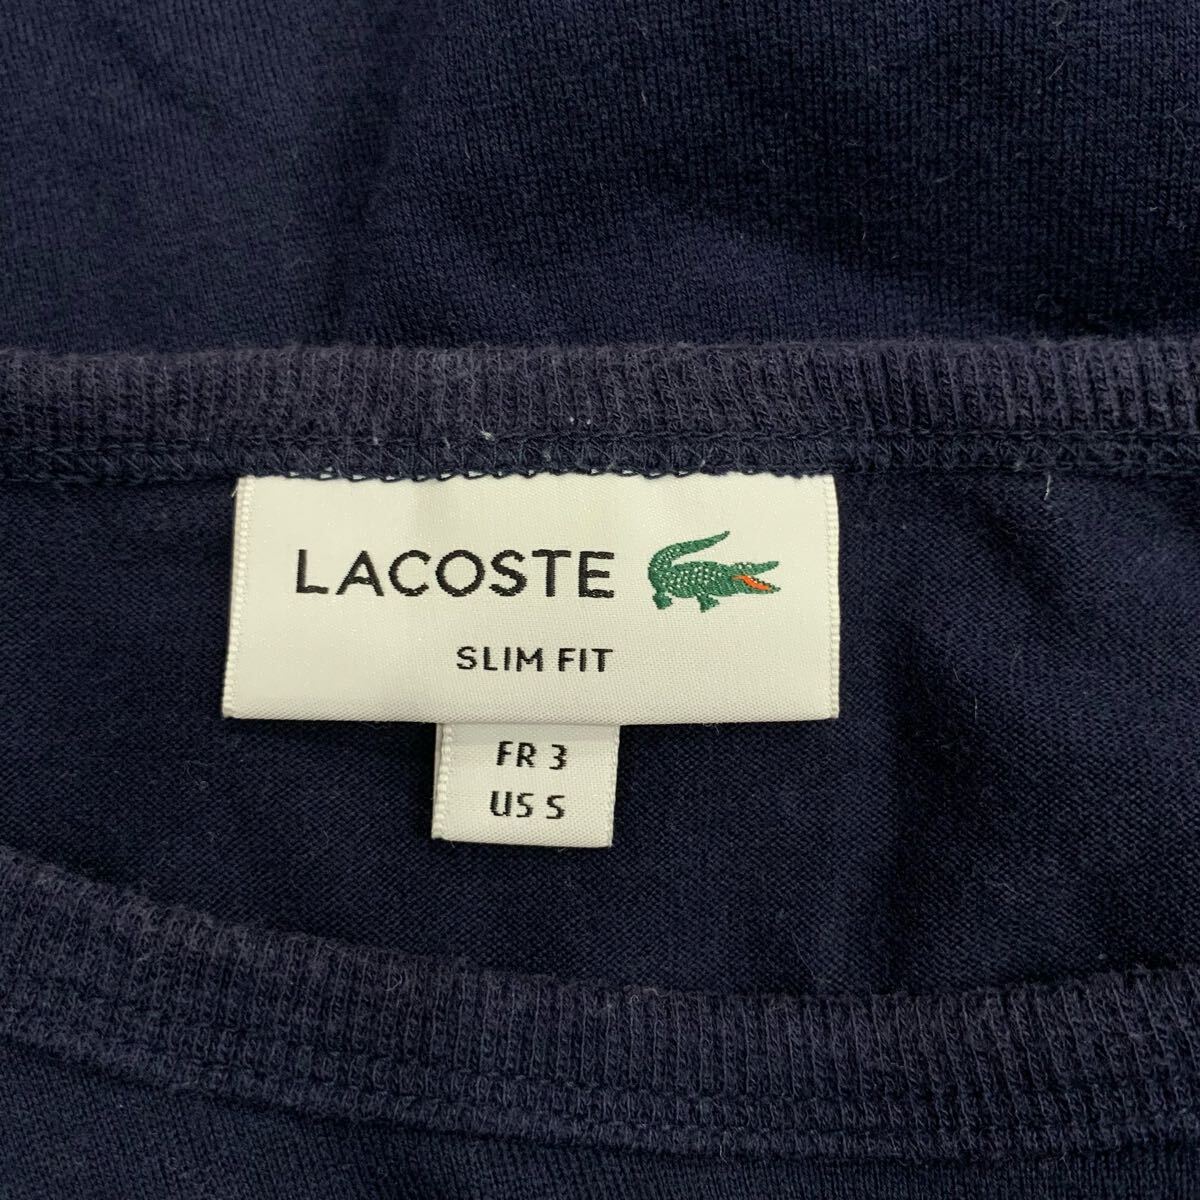 LACOSTE
SLIM FIT
FR 3
US S